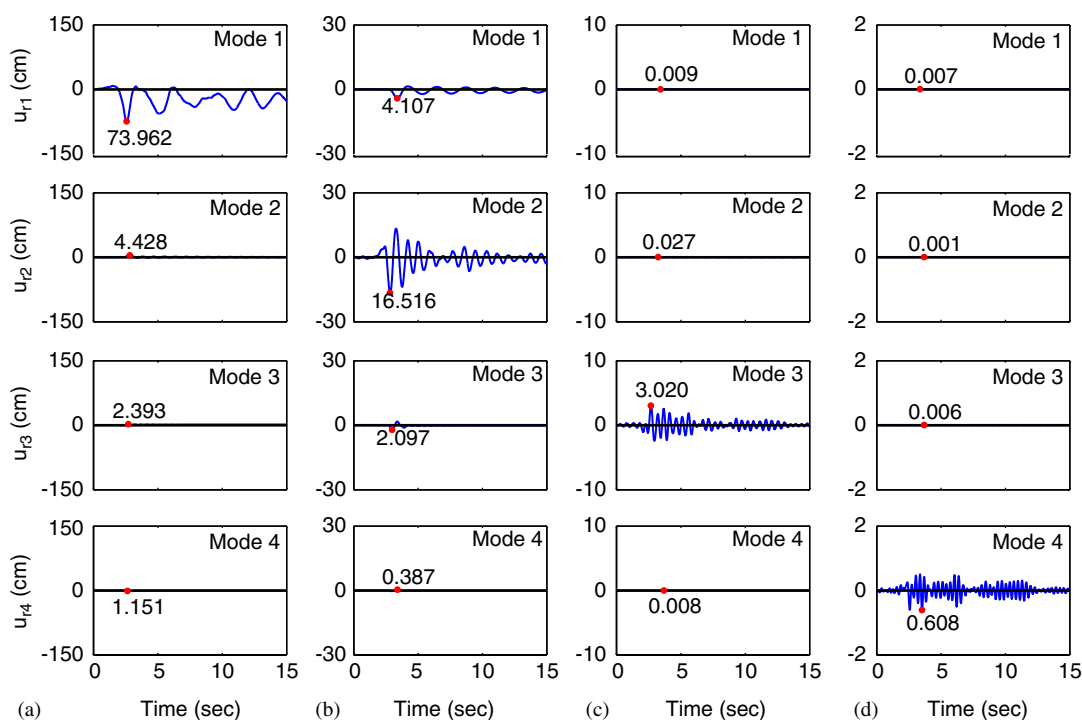 150 Mode 1 30 Mode 1 10 Mode 1 2 Mode 1
u_r1 (cm) 0 0 0 0.009 0 0.007
73.962 4.107
-150 -30 -10 -2
150 Mode 2 30 Mode 2 10 Mode 2 2 Mode 2
u_r2 (cm) 0 4.428 0 0 0.027 0 0.001
16.516
-150 -30 -10 -2
150 Mode 3 30 Mode 3 10 Mode 3 2 Mode 3
u_r3 (cm) 0 2.393 0 0 3.020 0 0.006
2.097
-150 -30 -10 -2
150 Mode 4 30 Mode 4 10 Mode 4 2 Mode 4
u_r4 (cm) 0 0 0.387 0 0
1.151 0.008 0.608
-150 -30 -10 -2
0 5 10 15 0 5 10 15 0 5 10 15 0 5 10 15
(a) Time (sec) (b) Time (sec) (c) Time (sec) (d) Time (sec)